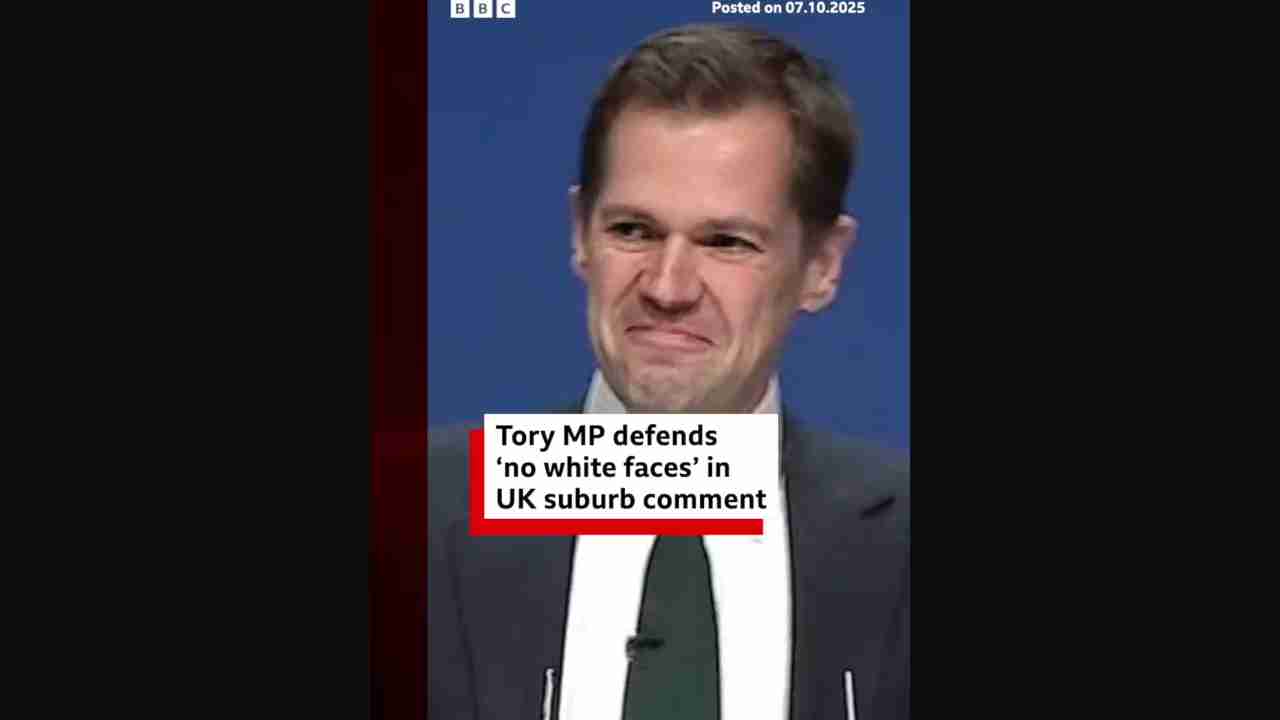 BBC
Posted on 07.10.2025
Tory MP defends
‘no white faces’ in
UK suburb comment